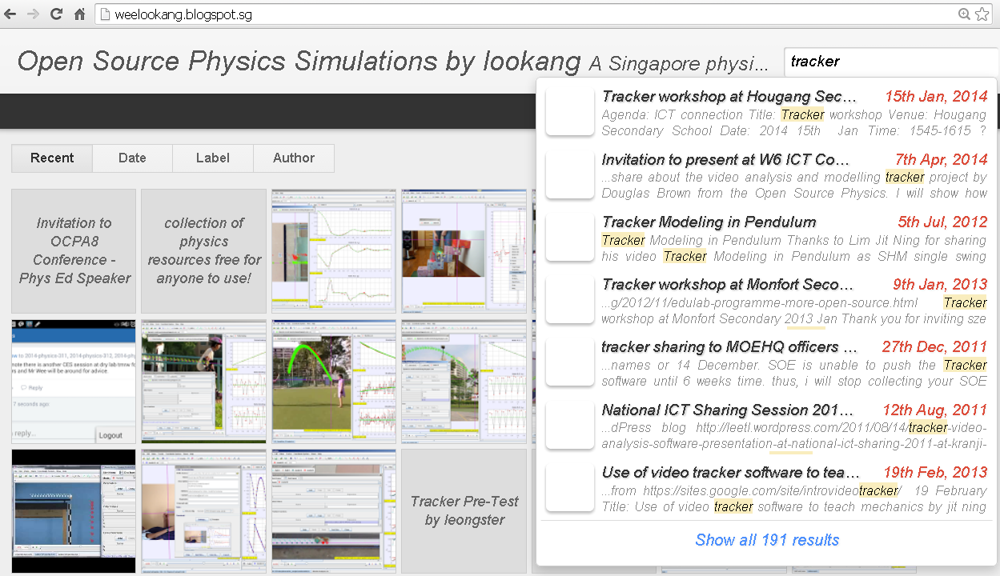 weelookang.blogspot.sg
Open Source Physics Simulations by lookang A Singapore physi...
tracker
Recent
Date
Label
Author
Invitation to
OCPA8
Conference -
Phys Ed Speaker
collection of
physics
resources free for
anyone to use!
ow to 2014-physics-311, 2014-physics-312, 2014-p
note there is another CES session at dry lab tmrw fo
rs and Mr Wee will be around for advice.
Reply
7 seconds ago
reply...
Logout
Tracker Pre-Test
by leongster
Tracker workshop at Hougang Sec... 15th Jan, 2014
Agenda: ICT connection Title: Tracker workshop Venue: Hougang
Secondary School Date: 2014 15th Jan Time: 1545-1615 ?
Invitation to present at W6 ICT Co... 7th Apr, 2014
...share about the video analysis and modelling tracker project by
Douglas Brown from the Open Source Physics. I will show how
Tracker Modeling in Pendulum 5th Jul, 2012
Tracker Modeling in Pendulum Thanks to Lim Jit Ning for sharing
his video Tracker Modeling in Pendulum as SHM single swing
Tracker workshop at Monfort Seco... 9th Jan, 2013
...g/2012/11/edulab-programme-more-open-source.html Tracker
workshop at Monfort Secondary 2013 Jan Thank you for inviting sze
tracker sharing to MOEHQ officers ... 27th Dec, 2011
...names or 14 December. SOE is unable to push the Tracker
software until 6 weeks time. thus, i will stop collecting your SOE
National ICT Sharing Session 201... 12th Aug, 2011
...dPress blog http://eetl.wordpress.com/2011/08/14/tracker-video-
analysis-software-presentation-at-national-ict-sharing-2011-at-kranji-
Use of video tracker software to tea... 19th Feb, 2013
...from https://sites.google.com/site/introvideotracker/ 19 February
Title: Use of video tracker software to teach mechanics by jit ning
Show all 191 results